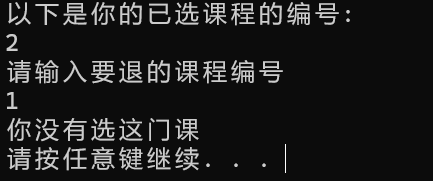 以下是你的已选课程的编号:
2
请输入要退的课程编号
1
你没有选这门课
请按任意键继续. . .